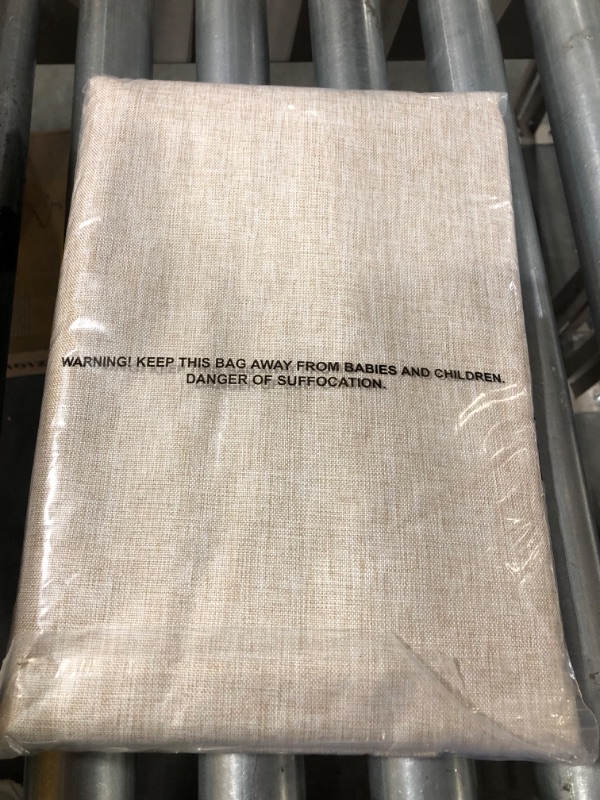 WARNING! KEEP THIS BAG AWAY FROM BABIES AND CHILDREN.
DANGER OF SUFFOCATION.